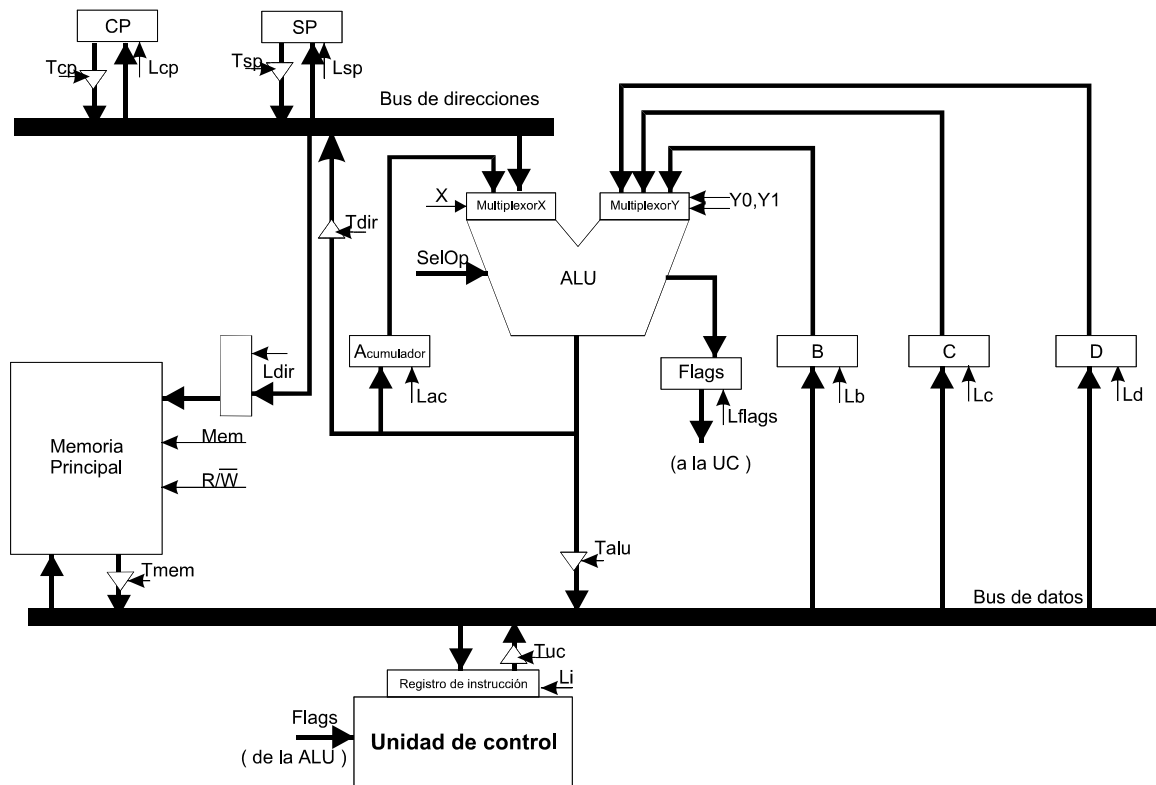 CP
SP
Tcp
Lcp
Tsp
Lsp
Bus de direcciones
X
MultiplexorX
MultiplexorY
Y0,Y1
Tdir
SelOp
ALU
Acumulador
Lac
Flags
Lflags
(a la UC )
B
Lb
C
Lc
D
Ld
Ldir
Mem
R/W̅
Memoria
Principal
Tmem
Talu
Bus de datos
Tuc
Registro de instrucción
Li
Flags
( de la ALU )
Unidad de control